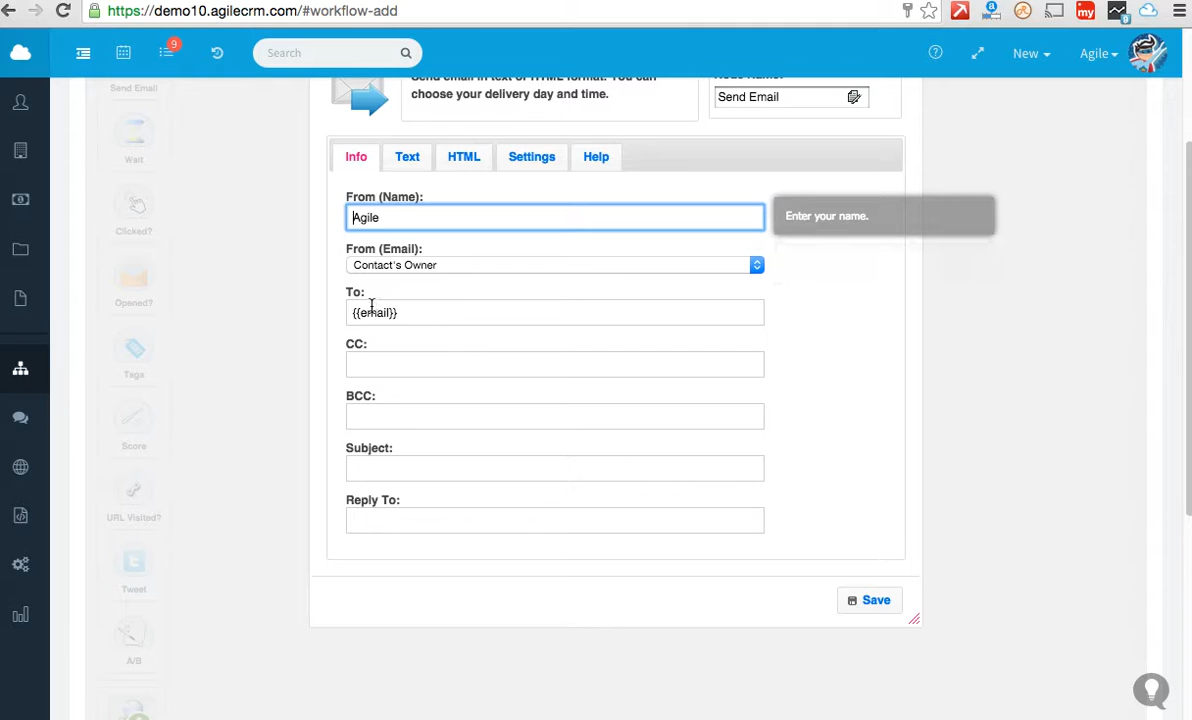 https://demo10.agilecrm.com/#workflow-add
9
9
Search
New
Agile
Send Email
Send email in text or HTML format. You can
choose your delivery day and time.
Node Name:
Send Email
Wait
Clicked?
Opened?
Tags
Score
URL Visited?
Tweet
A/B
Info
Text
HTML
Settings
Help
From (Name):
Agile
Enter your name.
From (Email):
Contact's Owner
To:
{{email}}
CC:
BCC:
Subject:
Reply To:
Save